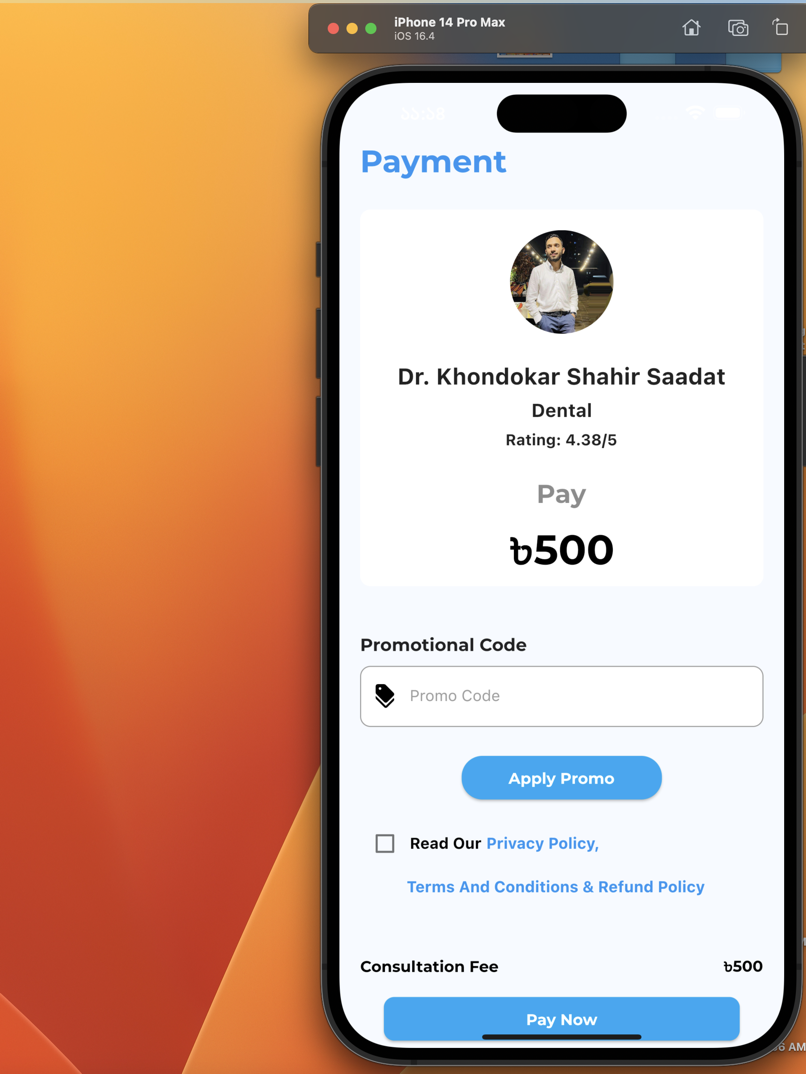 iPhone 14 Pro Max
iOS 16.4
Payment
Dr. Khondokar Shahir Saadat
Dental
Rating: 4.38/5
Pay
৳500
Promotional Code
Promo Code
Apply Promo
Read Our Privacy Policy,
Terms And Conditions & Refund Policy
Consultation Fee ৳500
Pay Now